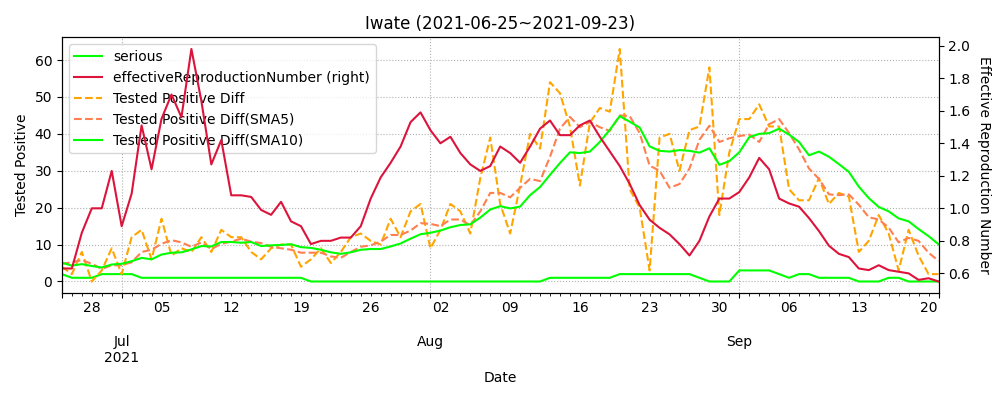 Iwate (2021-06-25~2021-09-23)
serious
effectiveReproductionNumber (right)
Tested Positive Diff
Tested Positive Diff(SMA5)
Tested Positive Diff(SMA10)
Tested Positive
60
50
40
30
20
10
0
2.0
1.8
1.6
1.4
1.2
1.0
0.8
0.6
Effective Reproduction Number
28 05 12 19 26 02 09 16 23 30 06 13 20
Jul Aug Sep
2021
Date